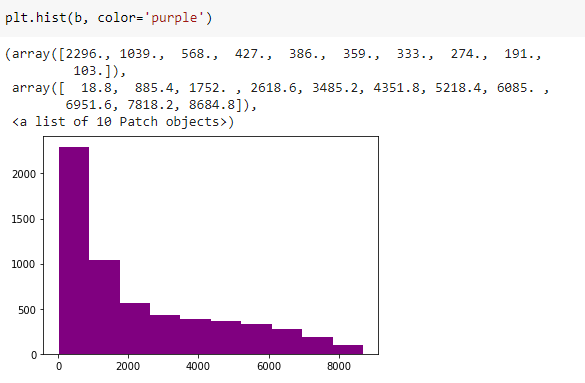 plt.hist(b, color='purple')
(array([2296., 1039., 568., 427., 386., 359., 333., 274., 191.,
103.]),
array([ 18.8, 885.4, 1752. , 2618.6, 3485.2, 4351.8, 5218.4, 6085. ,
6951.6, 7818.2, 8684.8]),
<a list of 10 Patch objects>)
2000
1500
1000
500
0
0 2000 4000 6000 8000